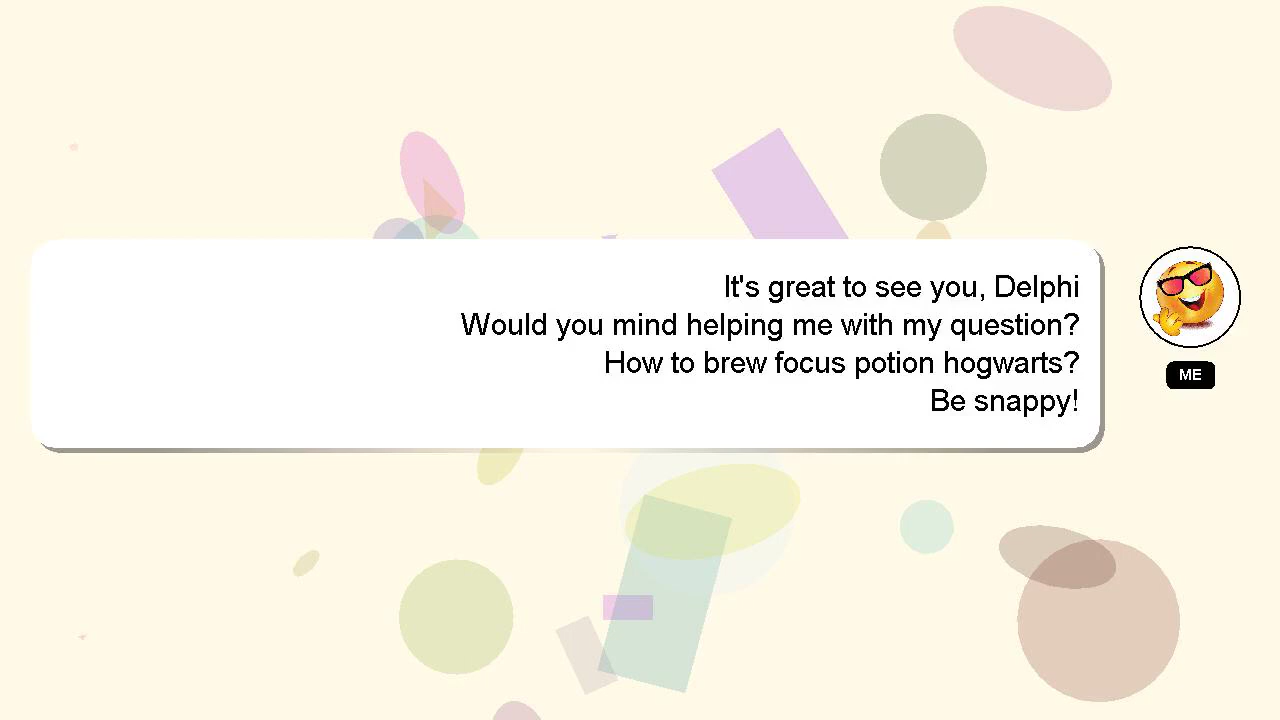 It's great to see you, Delphi
Would you mind helping me with my question?
How to brew focus potion hogwarts?
Be snappy!
ME